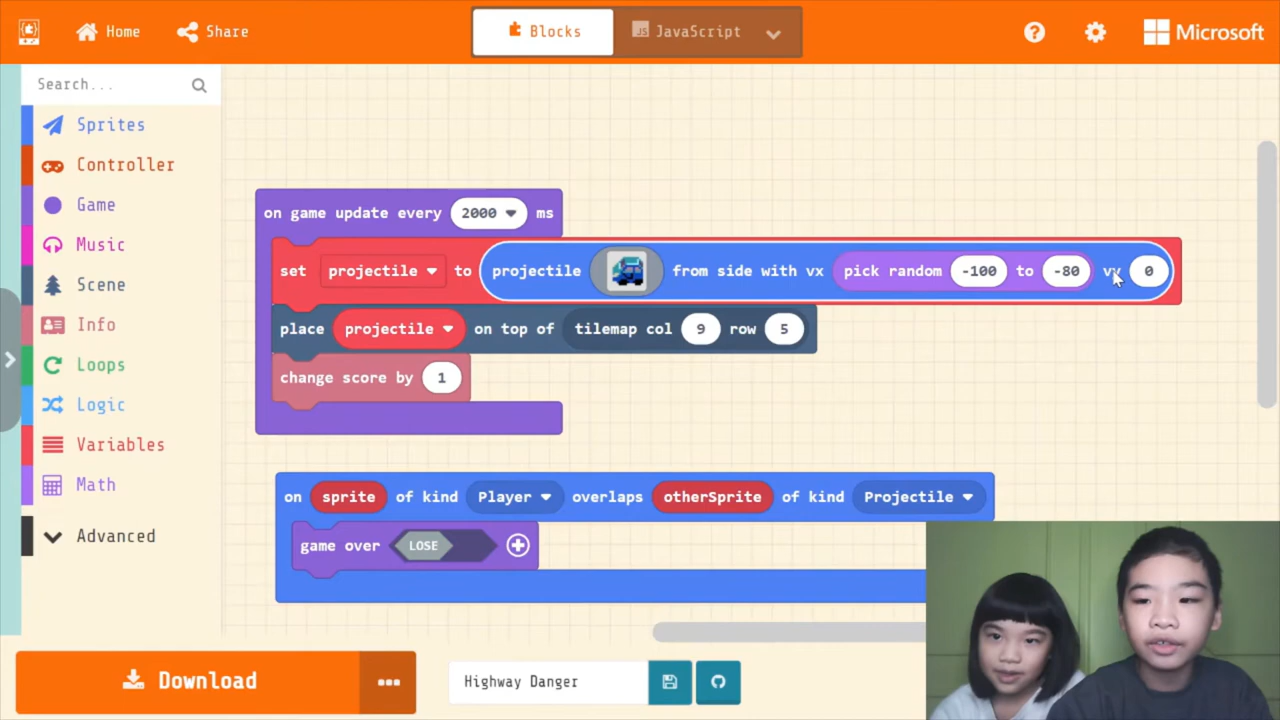 Home
Share
Blocks
JS JavaScript
Microsoft
Search...
Sprites
Controller
Game
Music
Scene
Info
Loops
Logic
Variables
Math
Advanced
on game update every 2000 ms
set projectile to projectile from side with vx pick random -100 to -80 vy 0
place projectile on top of tilemap col 9 row 5
change score by 1
on sprite of kind Player overlaps otherSprite of kind Projectile
game over LOSE
Download
Highway Danger